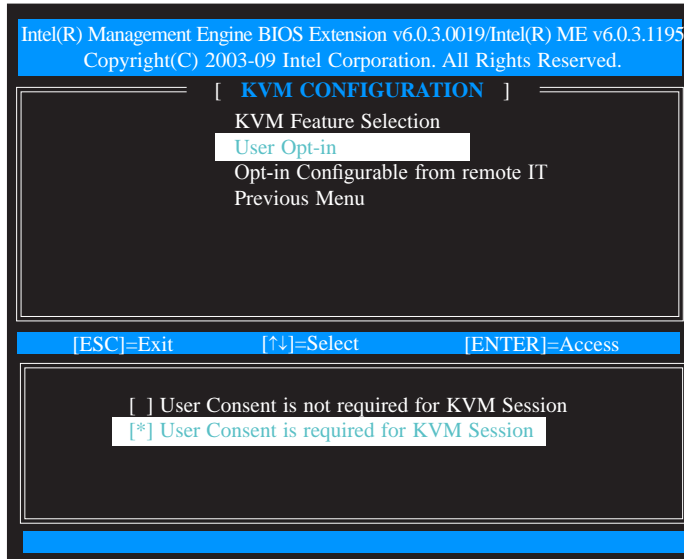 Intel(R) Management Engine BIOS Extension v6.0.3.0019/Intel(R) ME v6.0.3.1195
Copyright(C) 2003-09 Intel Corporation. All Rights Reserved.
[ KVM CONFIGURATION ]
KVM Feature Selection
User Opt-in
Opt-in Configurable from remote IT
Previous Menu
[ESC]=Exit [↑↓]=Select [ENTER]=Access
[ ] User Consent is not required for KVM Session
[*] User Consent is required for KVM Session